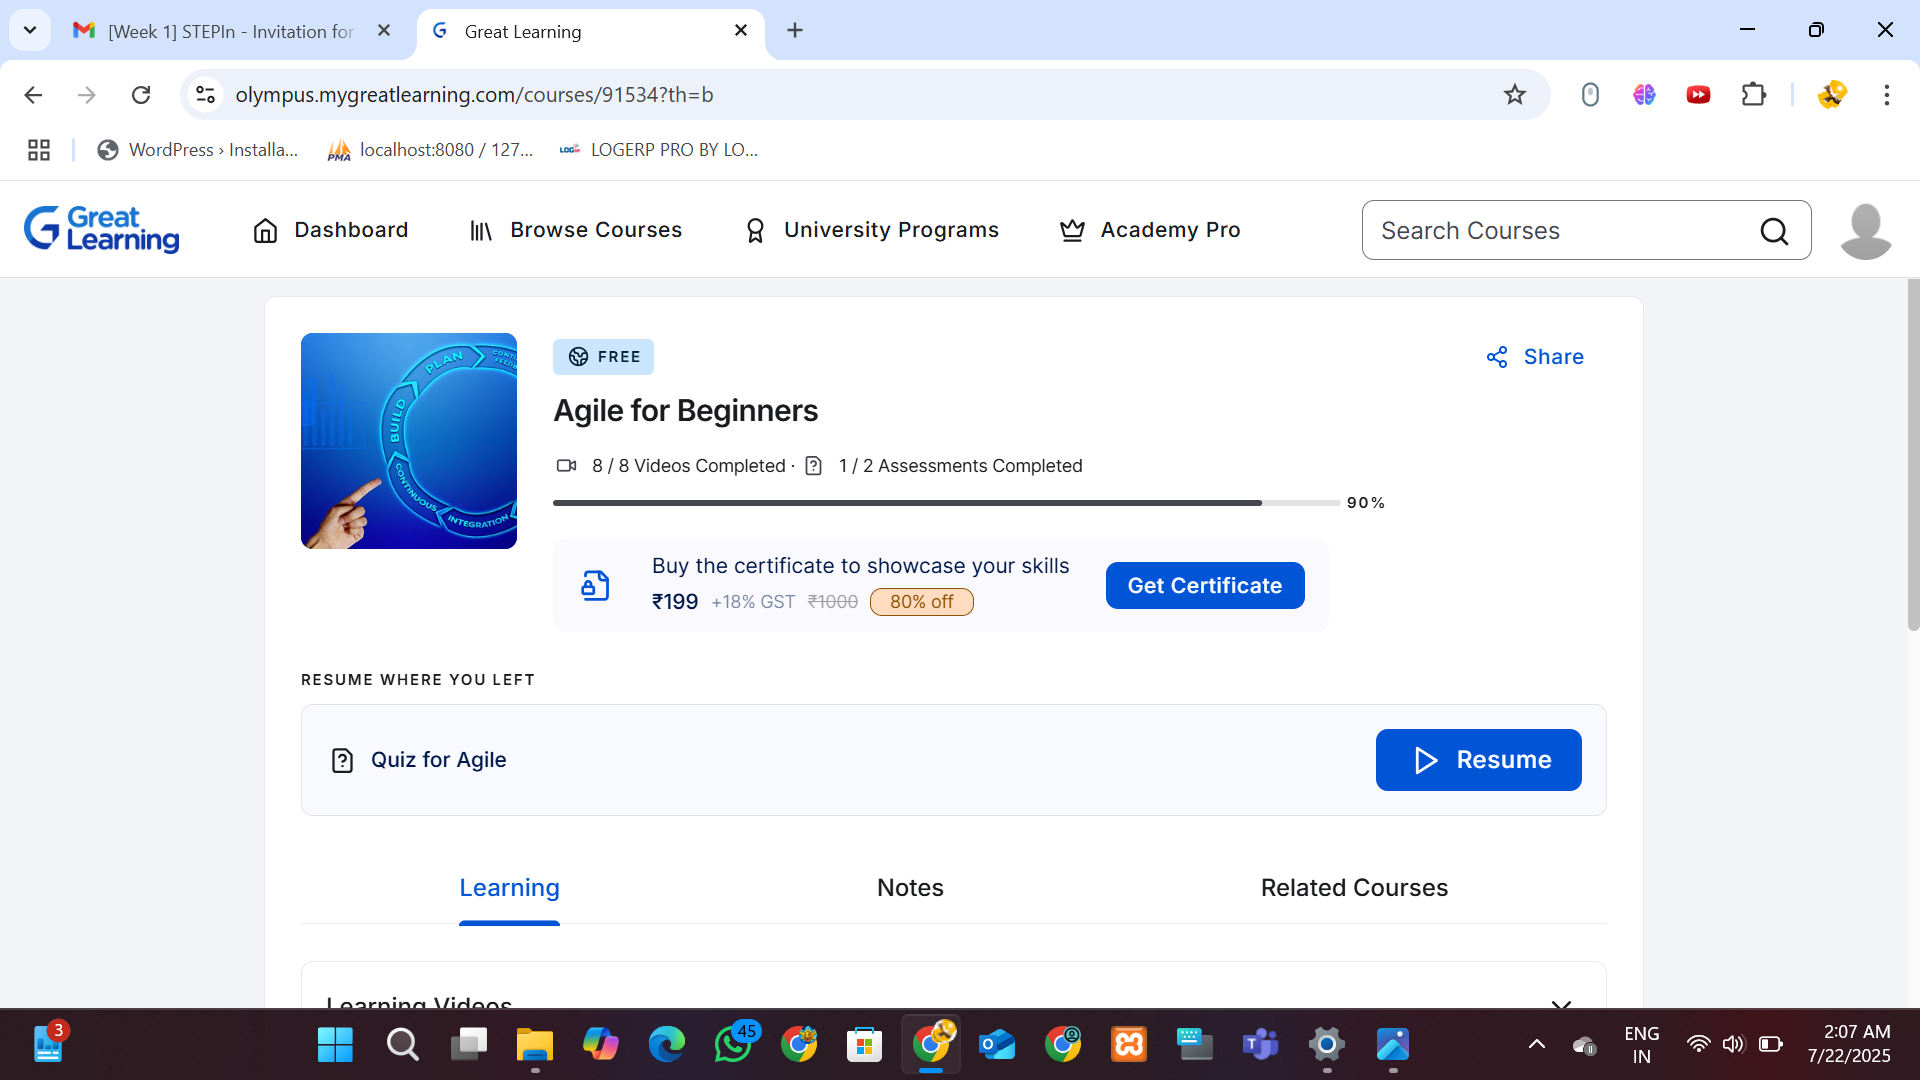 [Week 1] STEPIn - Invitation for
Great Learning
olympus.mygreatlearning.com/courses/91534?th=b
WordPress › Installa...
localhost:8080 / 127...
LOGERP PRO BY LO...
Great Learning
Dashboard
Browse Courses
University Programs
Academy Pro
Search Courses
PLAN
BUILD
CONTINUOUS
INTEGRATION
FREE
Share
Agile for Beginners
8 / 8 Videos Completed · 1 / 2 Assessments Completed
90%
Buy the certificate to showcase your skills
₹199 +18% GST ₹1000 80% off
Get Certificate
RESUME WHERE YOU LEFT
Quiz for Agile
Resume
Learning
Notes
Related Courses
Learning Videos
3
45
ENG
IN
2:07 AM
7/22/2025